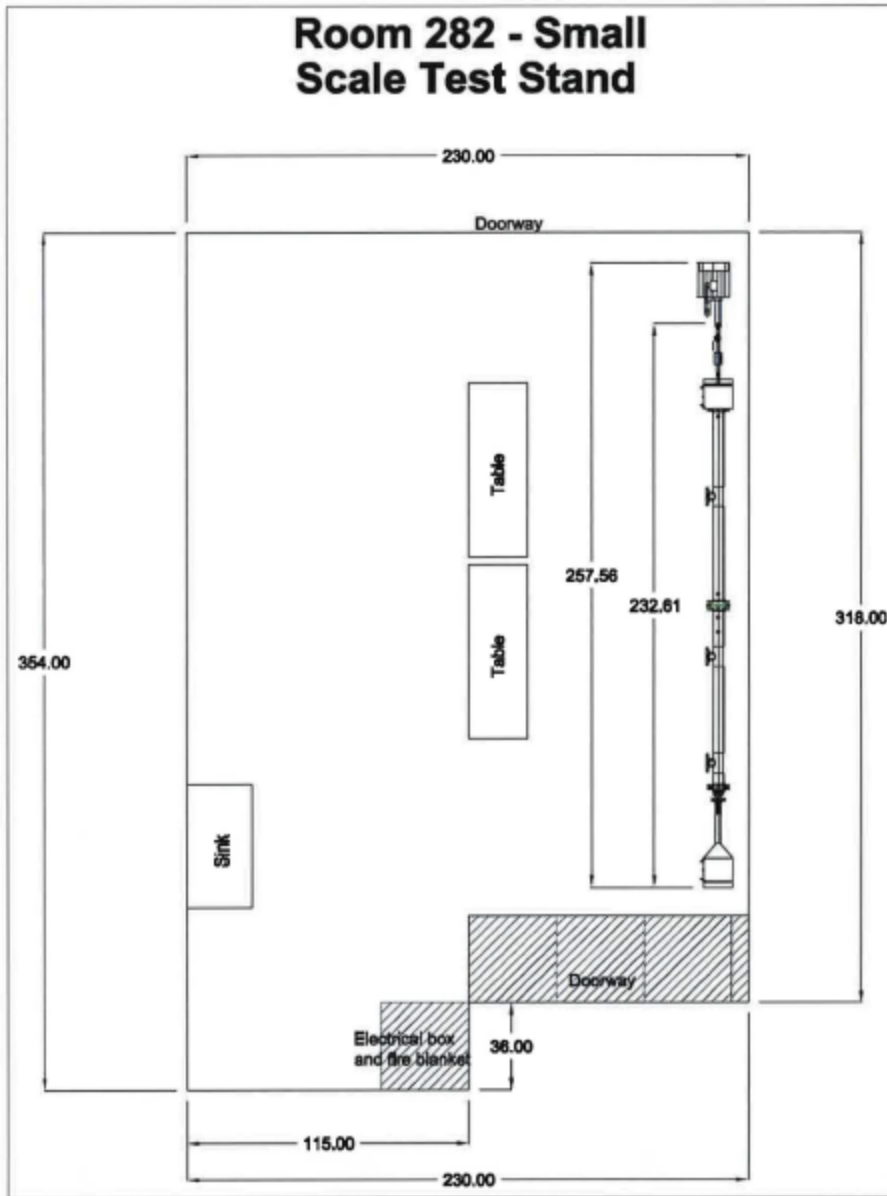 Room 282 - Small
Scale Test Stand
230.00
Doorway
Table
257.56
232.61
318.00
354.00
Table
Sink
Doorway
Electrical box
and fire blanket
36.00
115.00
230.00